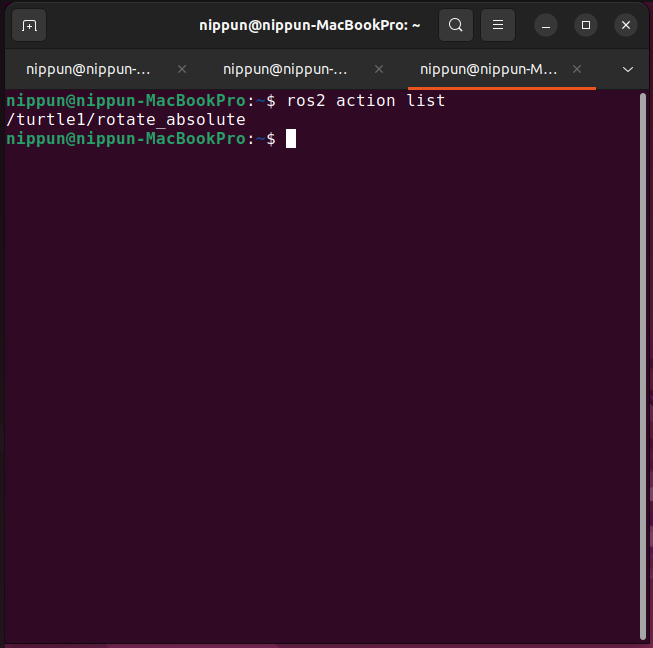 nippun@nippun-MacBookPro: ~
nippun@nippun-... nippun@nippun-... nippun@nippun-M...
nippun@nippun-MacBookPro:~$ ros2 action list
/turtle1/rotate_absolute
nippun@nippun-MacBookPro:~$